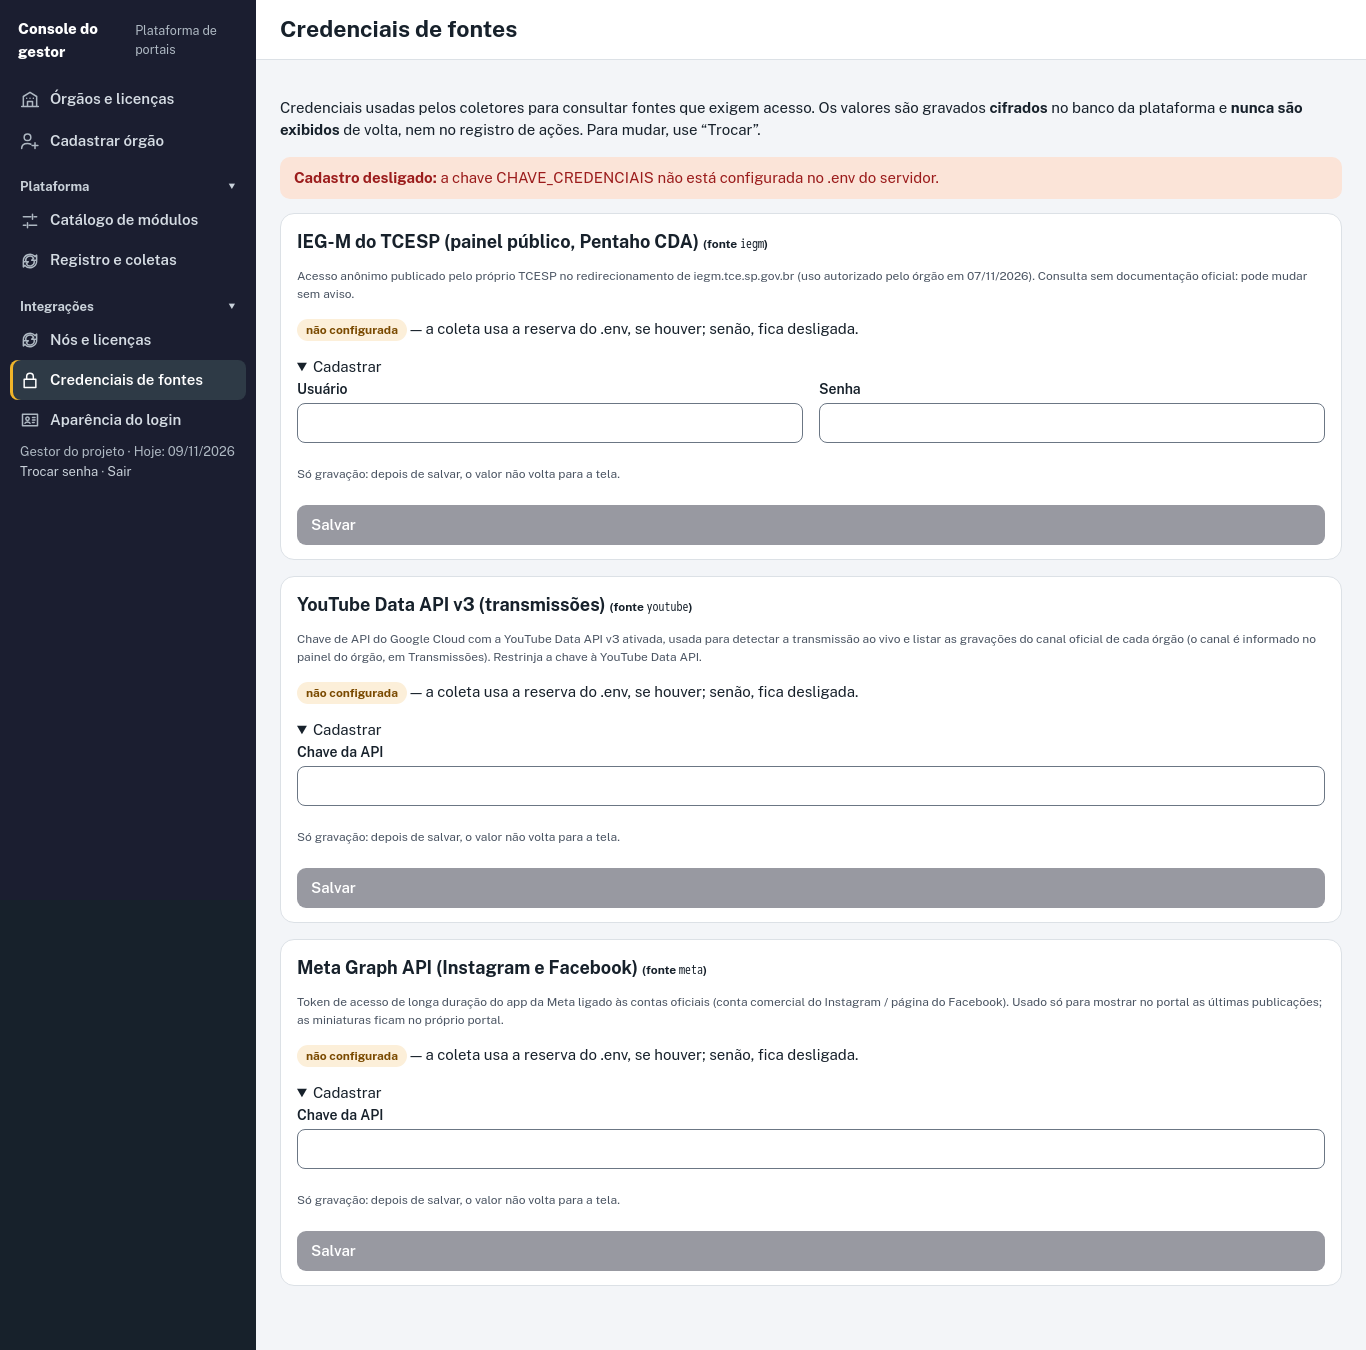 Console do
gestor
Plataforma de
portais
Órgãos e licenças
Cadastrar órgão
Plataforma ▼
Catálogo de módulos
Registro e coletas
Integrações ▼
Nós e licenças
Credenciais de fontes
Aparência do login
Gestor do projeto · Hoje: 09/11/2026
Trocar senha · Sair
Credenciais de fontes
Credenciais usadas pelos coletores para consultar fontes que exigem acesso. Os valores são gravados cifrados no banco da plataforma e nunca são
exibidos de volta, nem no registro de ações. Para mudar, use “Trocar”.
Cadastro desligado: a chave CHAVE_CREDENCIAIS não está configurada no .env do servidor.
IEG-M do TCESP (painel público, Pentaho CDA) (fonte iegm)
Acesso anônimo publicado pelo próprio TCESP no redirecionamento de iegm.tce.sp.gov.br (uso autorizado pelo órgão em 07/11/2026). Consulta sem documentação oficial: pode mudar
sem aviso.
não configurada — a coleta usa a reserva do .env, se houver; senão, fica desligada.
▼ Cadastrar
Usuário
Senha
Só gravação: depois de salvar, o valor não volta para a tela.
Salvar
YouTube Data API v3 (transmissões) (fonte youtube)
Chave de API do Google Cloud com a YouTube Data API v3 ativada, usada para detectar a transmissão ao vivo e listar as gravações do canal oficial de cada órgão (o canal é informado no
painel do órgão, em Transmissões). Restrinja a chave à YouTube Data API.
não configurada — a coleta usa a reserva do .env, se houver; senão, fica desligada.
▼ Cadastrar
Chave da API
Só gravação: depois de salvar, o valor não volta para a tela.
Salvar
Meta Graph API (Instagram e Facebook) (fonte meta)
Token de acesso de longa duração do app da Meta ligado às contas oficiais (conta comercial do Instagram / página do Facebook). Usado só para mostrar no portal as últimas publicações;
as miniaturas ficam no próprio portal.
não configurada — a coleta usa a reserva do .env, se houver; senão, fica desligada.
▼ Cadastrar
Chave da API
Só gravação: depois de salvar, o valor não volta para a tela.
Salvar